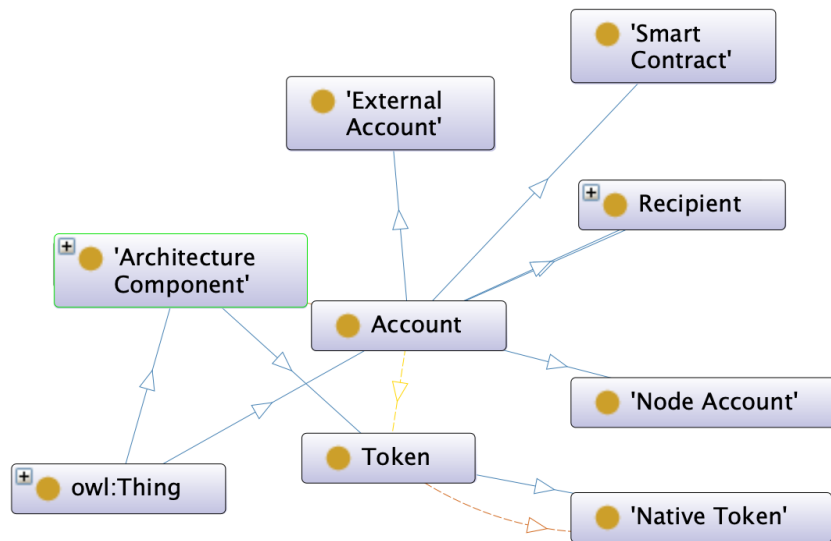 'Smart
Contract'
'External
Account'
Recipient
'Architecture
Component'
Account
'Node Account'
Token
owl:Thing
'Native Token'